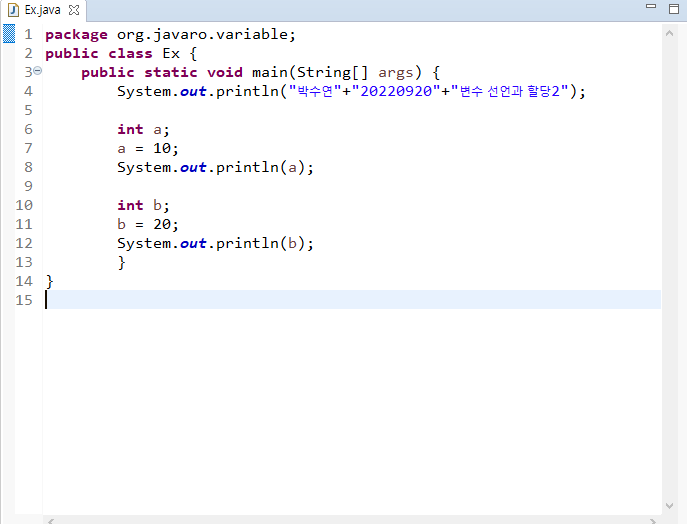 Ex.java
1 package org.javaro.variable;
2 public class Ex {
3 public static void main(String[] args) {
4 System.out.println("박수연"+"20220920"+"변수 선언과 할당2");
5
6 int a;
7 a = 10;
8 System.out.println(a);
9
10 int b;
11 b = 20;
12 System.out.println(b);
13 }
14 }
15